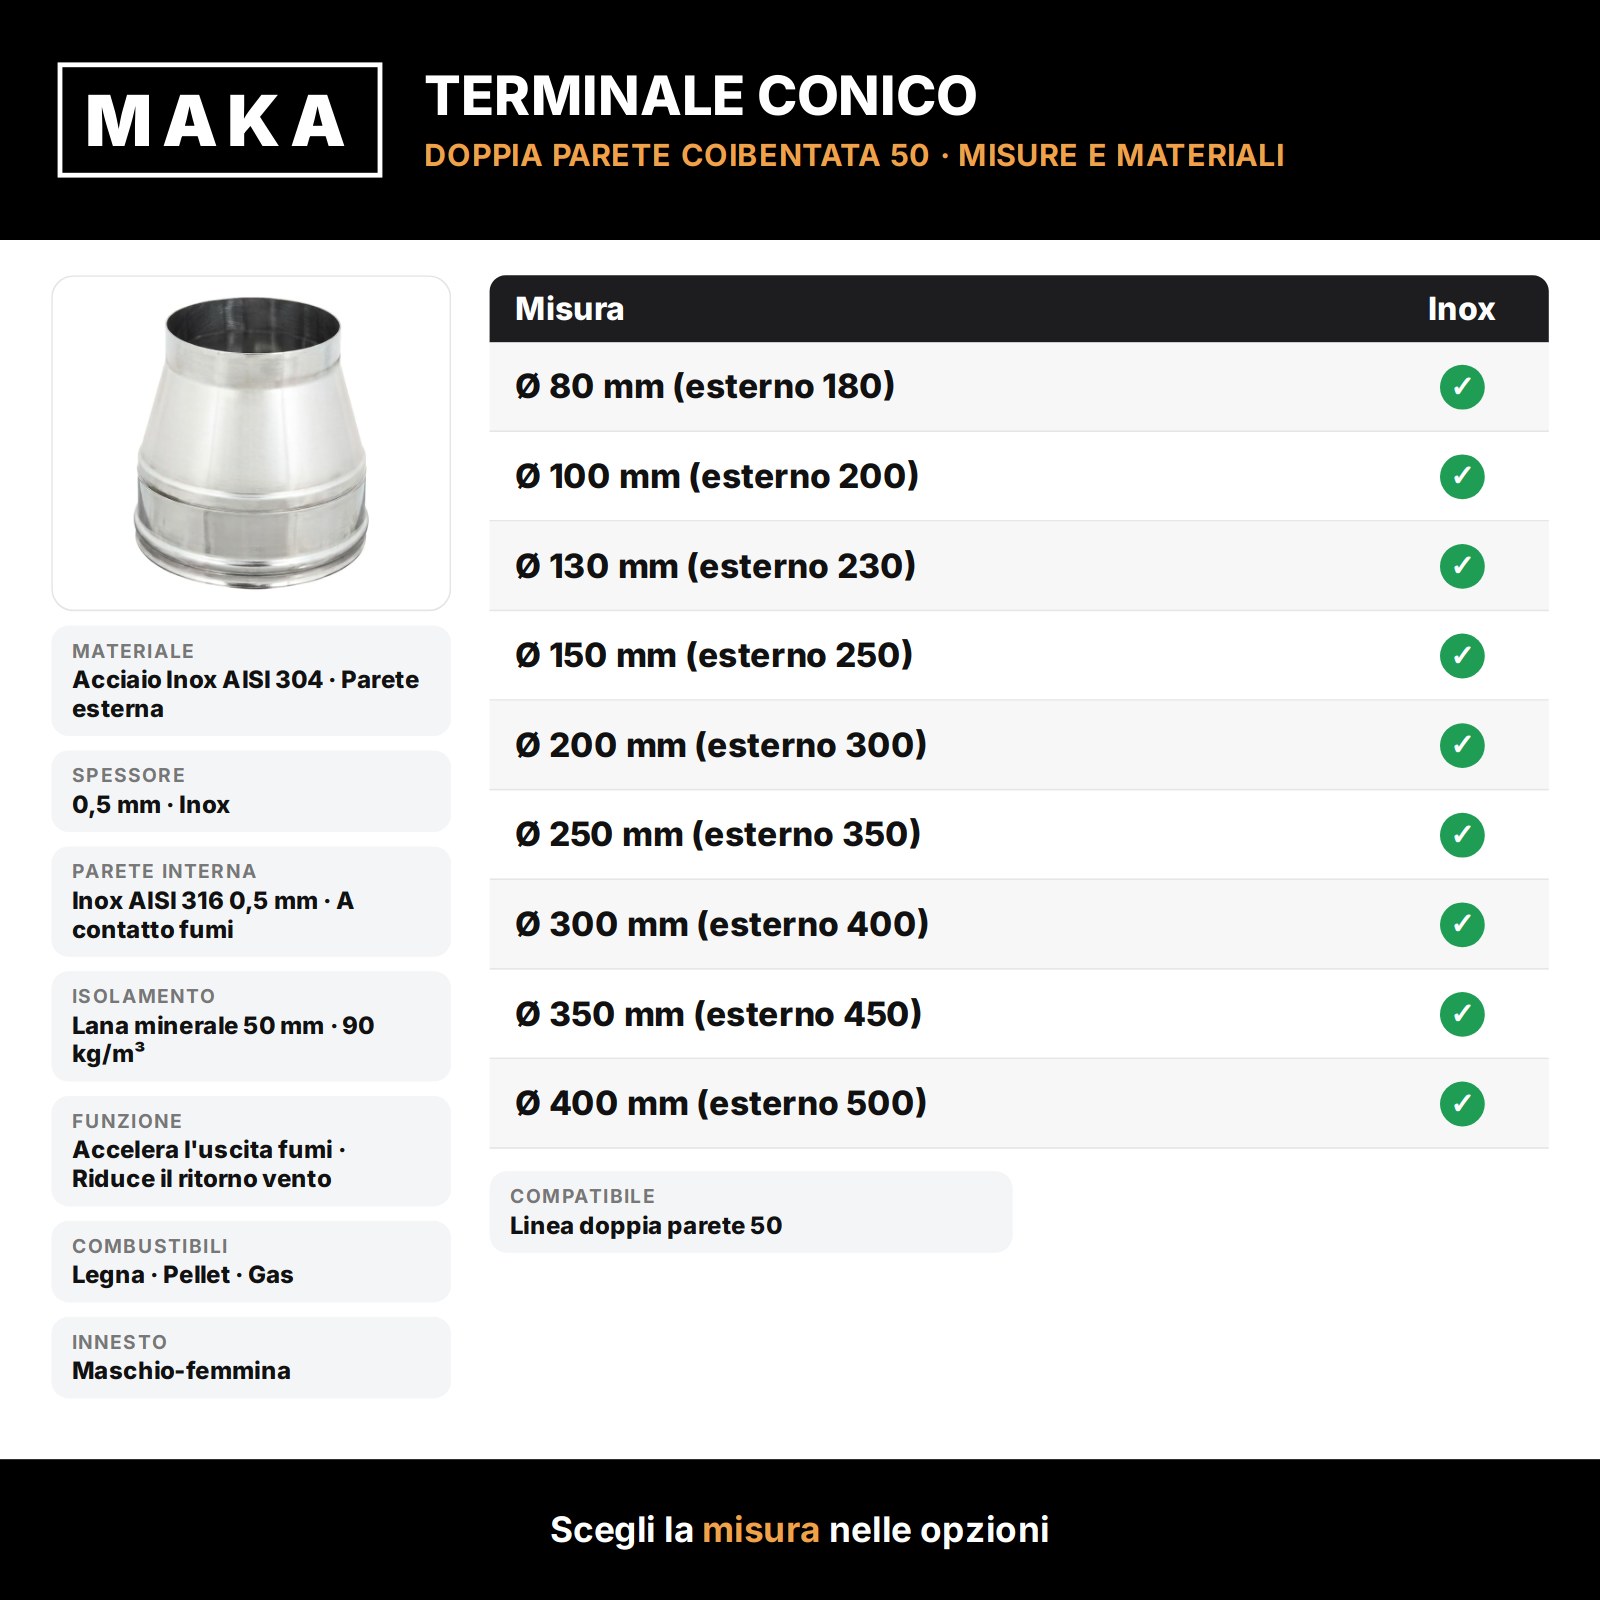 MAKA
TERMINALE CONICO
DOPPIA PARETE COIBENTATA 50 · MISURE E MATERIALI
MATERIALE
Acciaio Inox AISI 304 · Parete
esterna
SPESSORE
0,5 mm · Inox
PARETE INTERNA
Inox AISI 316 0,5 mm · A
contatto fumi
ISOLAMENTO
Lana minerale 50 mm · 90
kg/m³
FUNZIONE
Accelera l'uscita fumi ·
Riduce il ritorno vento
COMBUSTIBILI
Legna · Pellet · Gas
INNESTO
Maschio-femmina
Misura Inox
Ø 80 mm (esterno 180) ✓
Ø 100 mm (esterno 200) ✓
Ø 130 mm (esterno 230) ✓
Ø 150 mm (esterno 250) ✓
Ø 200 mm (esterno 300) ✓
Ø 250 mm (esterno 350) ✓
Ø 300 mm (esterno 400) ✓
Ø 350 mm (esterno 450) ✓
Ø 400 mm (esterno 500) ✓
COMPATIBILE
Linea doppia parete 50
Scegli la misura nelle opzioni